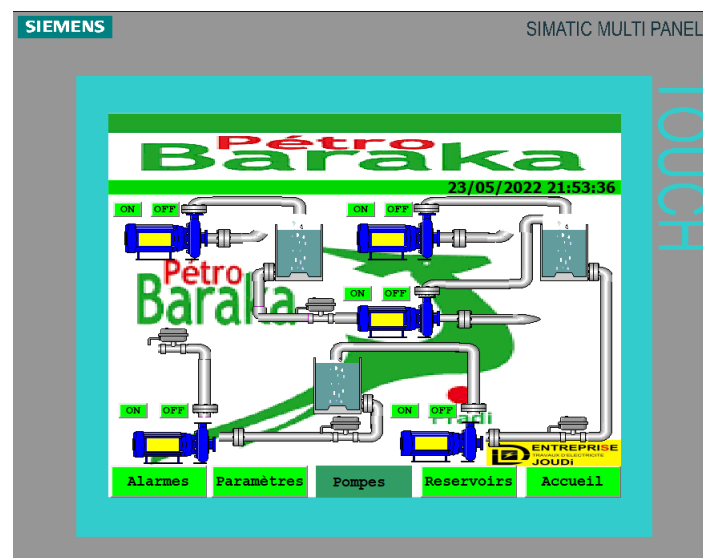 SIEMENS
SIMATIC MULTI PANEL
TOUCH
Pétro
Baraka
23/05/2022 21:53:36
ON OFF
ON OFF
Pétro
Baraka
ON OFF
ON OFF
ON OFF
Fradi
ENTREPRISE
TRAVAUX D'ELECTRICITE
JOUDi
Alarmes Paramètres Pompes Reservoirs Accueil